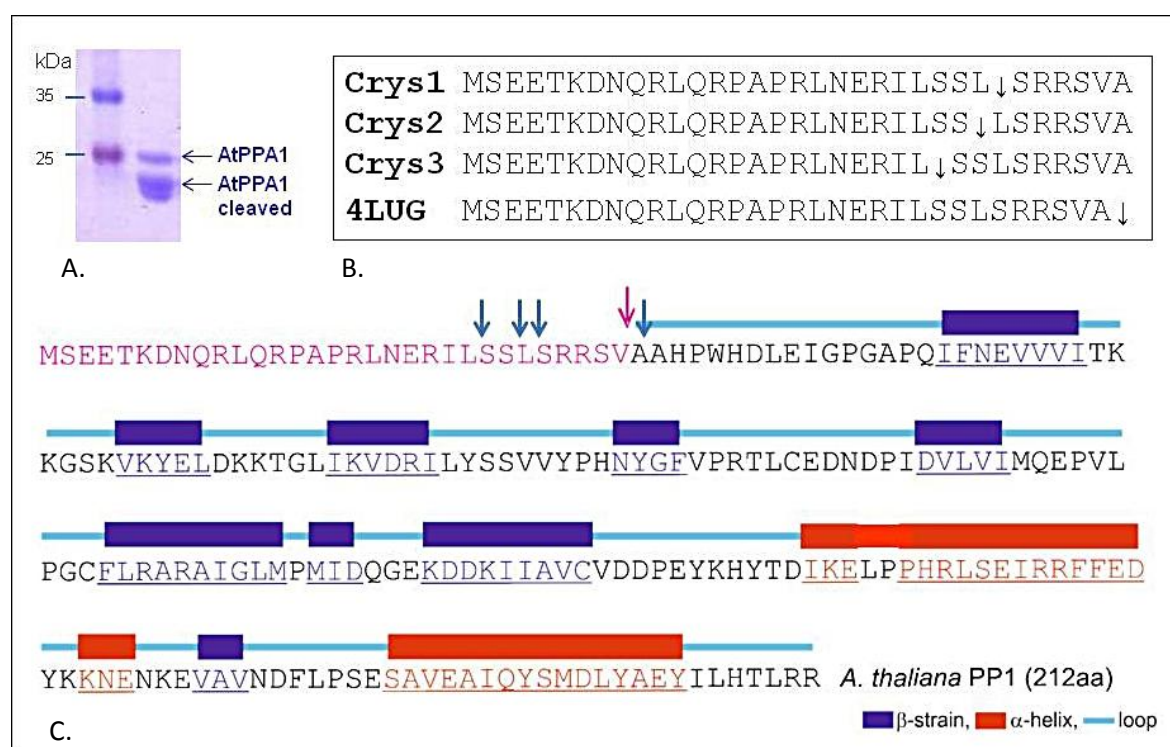 kDa
35
25
AtPPA1
AtPPA1
cleaved
A.
Crys1 MSEETKDNQRLQRPAPRLNERILSSL↓SRRSVA
Crys2 MSEETKDNQRLQRPAPRLNERILSS↓LSRRSVA
Crys3 MSEETKDNQRLQRPAPRLNERIL↓SSLSRRSVA
4LUG MSEETKDNQRLQRPAPRLNERILSSLSRRSVA↓
B.
MSEETKDNQRLQRPAPRLNERILSSLSRRSVAAHPWHDLEIGPGAPQIFNEVVVITK
KGSKVKYELDKKTGLIKVDRILYSSVVYPHNYGFVPRTLCEDNDPIDVLVIMQEPVL
PGCFLRARAIGLMPMIDQGEKDDKIIAVCVDDPEYKHYTDIKELPPHRLSEIRRFFED
YKKNENKEVAVNDFLPSESAVEAIQYSMDLYAEYILHTLRR A. thaliana PP1 (212aa)
β-strain, α-helix, loop
C.